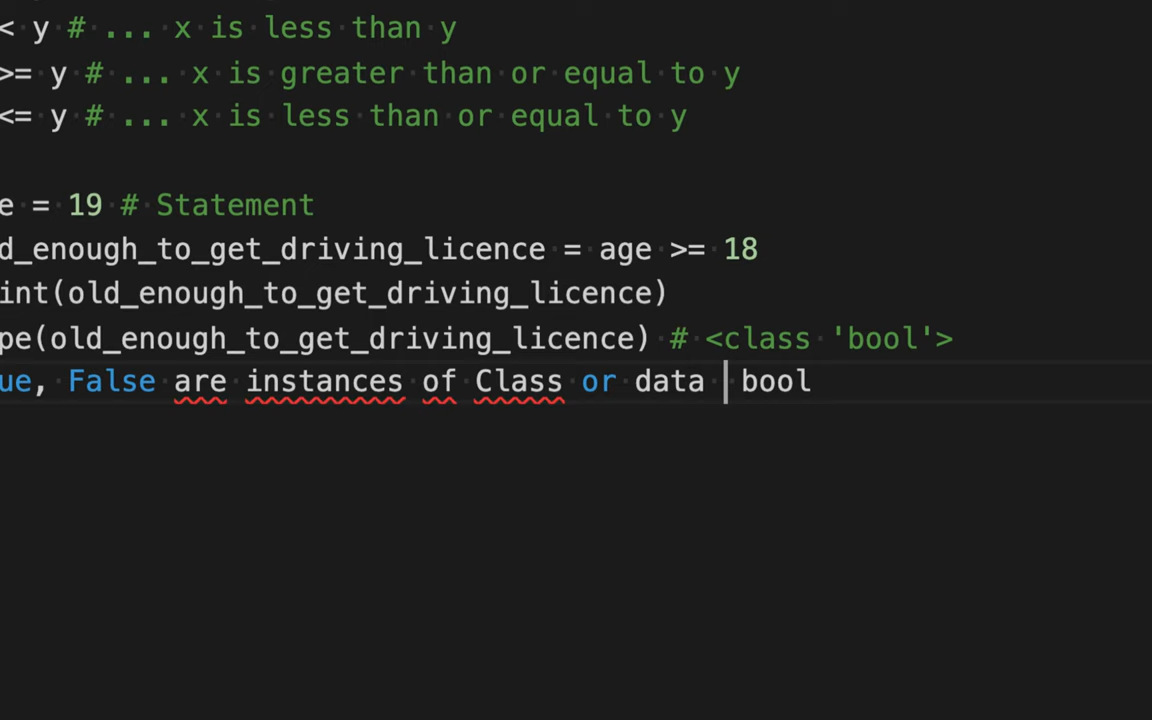 < y # ... x is less than y
>= y # ... x is greater than or equal to y
<= y # ... x is less than or equal to y
e = 19 # Statement
d_enough_to_get_driving_licence = age >= 18
int(old_enough_to_get_driving_licence)
pe(old_enough_to_get_driving_licence) # <class 'bool'>
ue, False are instances of Class or data bool